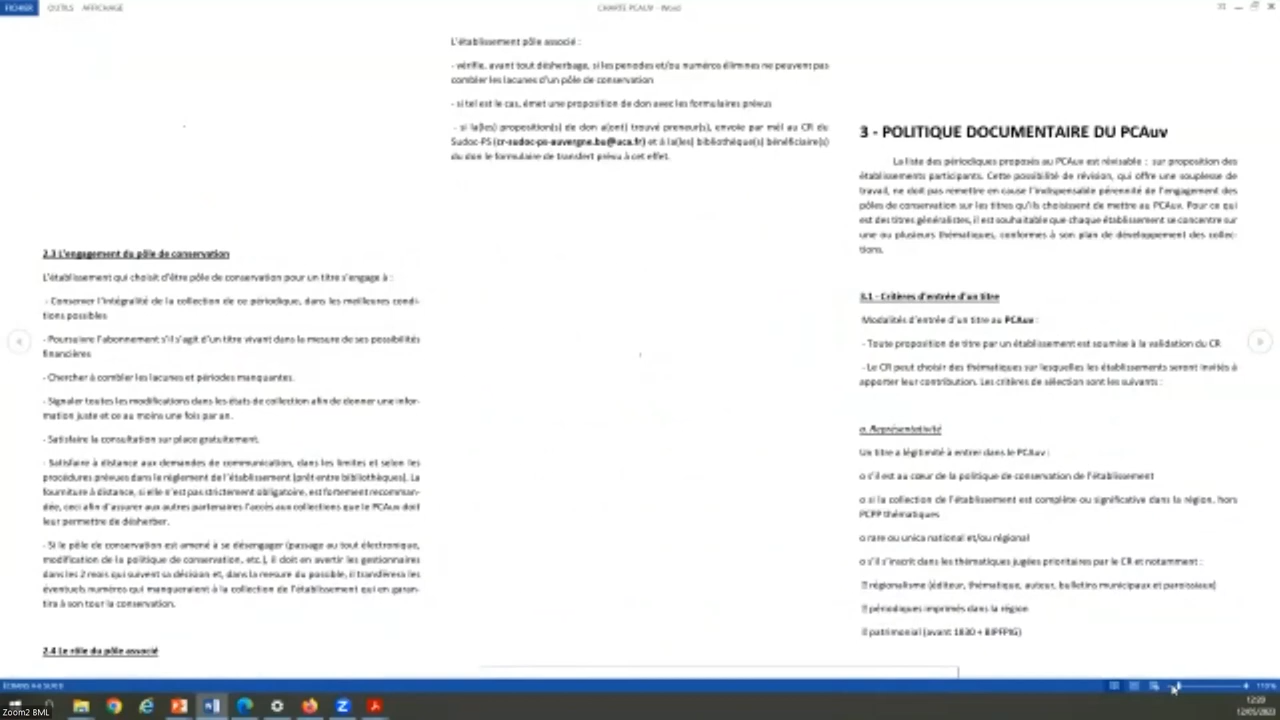 FICHIER OUTILS AFFICHAGE
CHARTE PCAUV - Word
2.3 L'engagement du pôle de conservation
L'établissement qui choisit d'être pôle de conservation pour un titre s'engage à :
- Conserver l'intégralité de la collection de ce périodique, dans les meilleures condi-
tions possibles
- Poursuivre l'abonnement s'il s'agit d'un titre vivant dans la mesure de ses possibilités
financières
- Chercher à combler les lacunes et périodes manquantes.
- Signaler toutes les modifications dans les états de collection afin de donner une infor-
mation juste et ce au moins une fois par an.
- Satisfaire la consultation sur place gratuitement.
- Satisfaire à distance aux demandes de communication, dans les limites et selon les
procédures prévues dans le règlement de l'établissement (prêt entre bibliothèques). La
fourniture à distance, si elle n'est pas strictement obligatoire, est fortement recomman-
dée, ceci afin d'assurer aux autres partenaires l'accès aux collections que le PCAuv doit
leur permettre de désherber.
- Si le pôle de conservation est amené à se désengager (passage au tout électronique,
modification de la politique de conservation, etc.), il doit en avertir les gestionnaires
dans les 2 mois qui suivent sa décision et, dans la mesure du possible, il transférera les
éventuels numéros qui manqueraient à la collection de l'établissement qui en garan-
tira à son tour la conservation.
2.4 Le rôle du pôle associé
L'établissement pôle associé :
- vérifie, avant tout désherbage, si les périodes et/ou numéros éliminés ne peuvent pas
combler les lacunes d'un pôle de conservation
- si tel est le cas, émet une proposition de don avec les formulaires prévus
- si la(les) proposition(s) de don a(ont) trouvé preneur(s), envoie par mél au CR du
Sudoc-PS (cr-sudoc-ps-auvergne.bu@uca.fr) et à la(les) bibliothèque(s) bénéficiaire(s)
du don le formulaire de transfert prévu à cet effet.
3 - POLITIQUE DOCUMENTAIRE DU PCAuv
La liste des périodiques proposés au PCAuv est révisable : sur proposition des
établissements participants. Cette possibilité de révision, qui offre une souplesse de
travail, ne doit pas remettre en cause l'indispensable pérennité de l'engagement des
pôles de conservation sur les titres qu'ils choisissent de mettre au PCAuv. Pour ce qui
est des titres généralistes, il est souhaitable que chaque établissement se concentre sur
une ou plusieurs thématiques, conformes à son plan de développement des collec-
tions.
3.1 - Critères d'entrée d'un titre
Modalités d'entrée d'un titre au PCAuv :
- Toute proposition de titre par un établissement est soumise à la validation du CR
- Le CR peut choisir des thématiques sur lesquelles les établissements seront invités à
apporter leur contribution. Les critères de sélection sont les suivants :
a. Représentativité
Un titre a légitimité à entrer dans le PCAuv :
o s'il est au cœur de la politique de conservation de l'établissement
o si la collection de l'établissement est complète ou significative dans la région, hors
PCPP thématiques
o rare ou unica national et/ou régional
o s'il s'inscrit dans les thématiques jugées prioritaires par le CR et notamment :
régionalisme (éditeur, thématique, auteur, bulletins municipaux et paroissiaux)
périodiques imprimés dans la région
patrimonial (avant 1830 + BIPFPIG)
110%
12:20
12/05/2022
Zoom2 BML